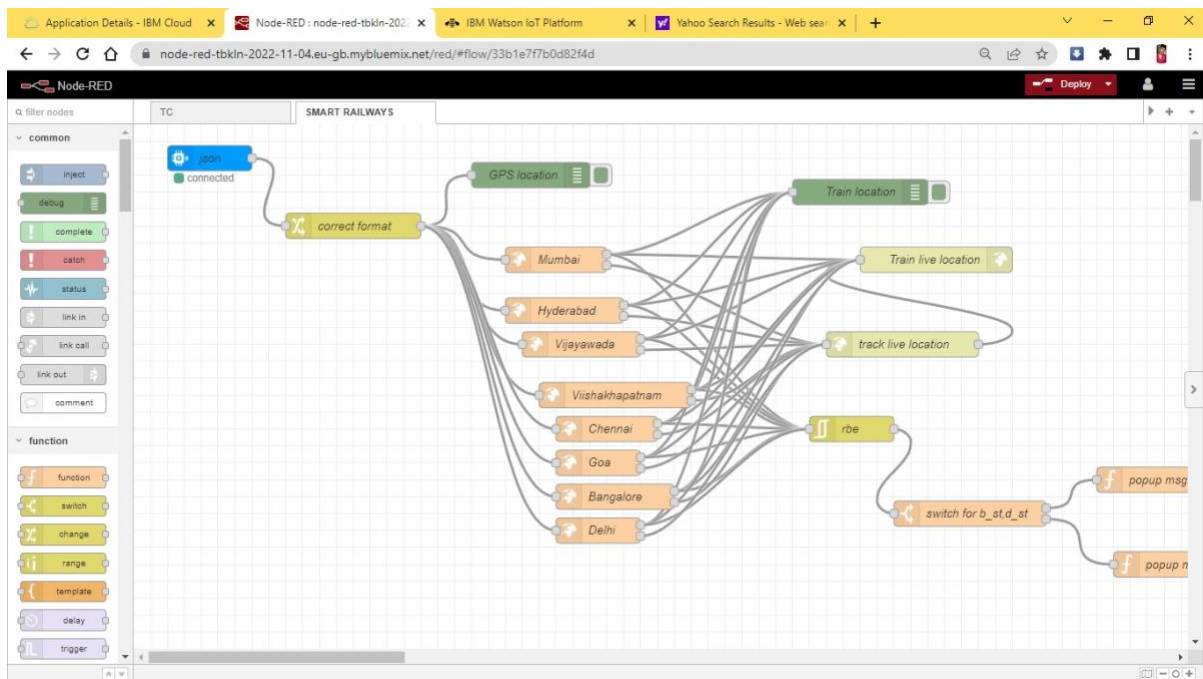 Application Details - IBM Cloud
Node-RED : node-red-tbkln-202
IBM Watson IoT Platform
Yahoo Search Results - Web sear
node-red-tbkln-2022-11-04.eu-gb.mybluemix.net/red/#flow/33b1e7f7b0d82f4d
Node-RED
Deploy
filter nodes
TC
SMART RAILWAYS
common
inject
debug
complete
catch
status
link in
link call
link out
comment
function
function
switch
change
range
template
delay
trigger
json
connected
correct format
GPS location
Mumbai
Hyderabad
Vijayawada
Viishakhapatnam
Chennai
Goa
Bangalore
Delhi
Train location
Train live location
track live location
rbe
switch for b_st,d_st
popup msg
popup m